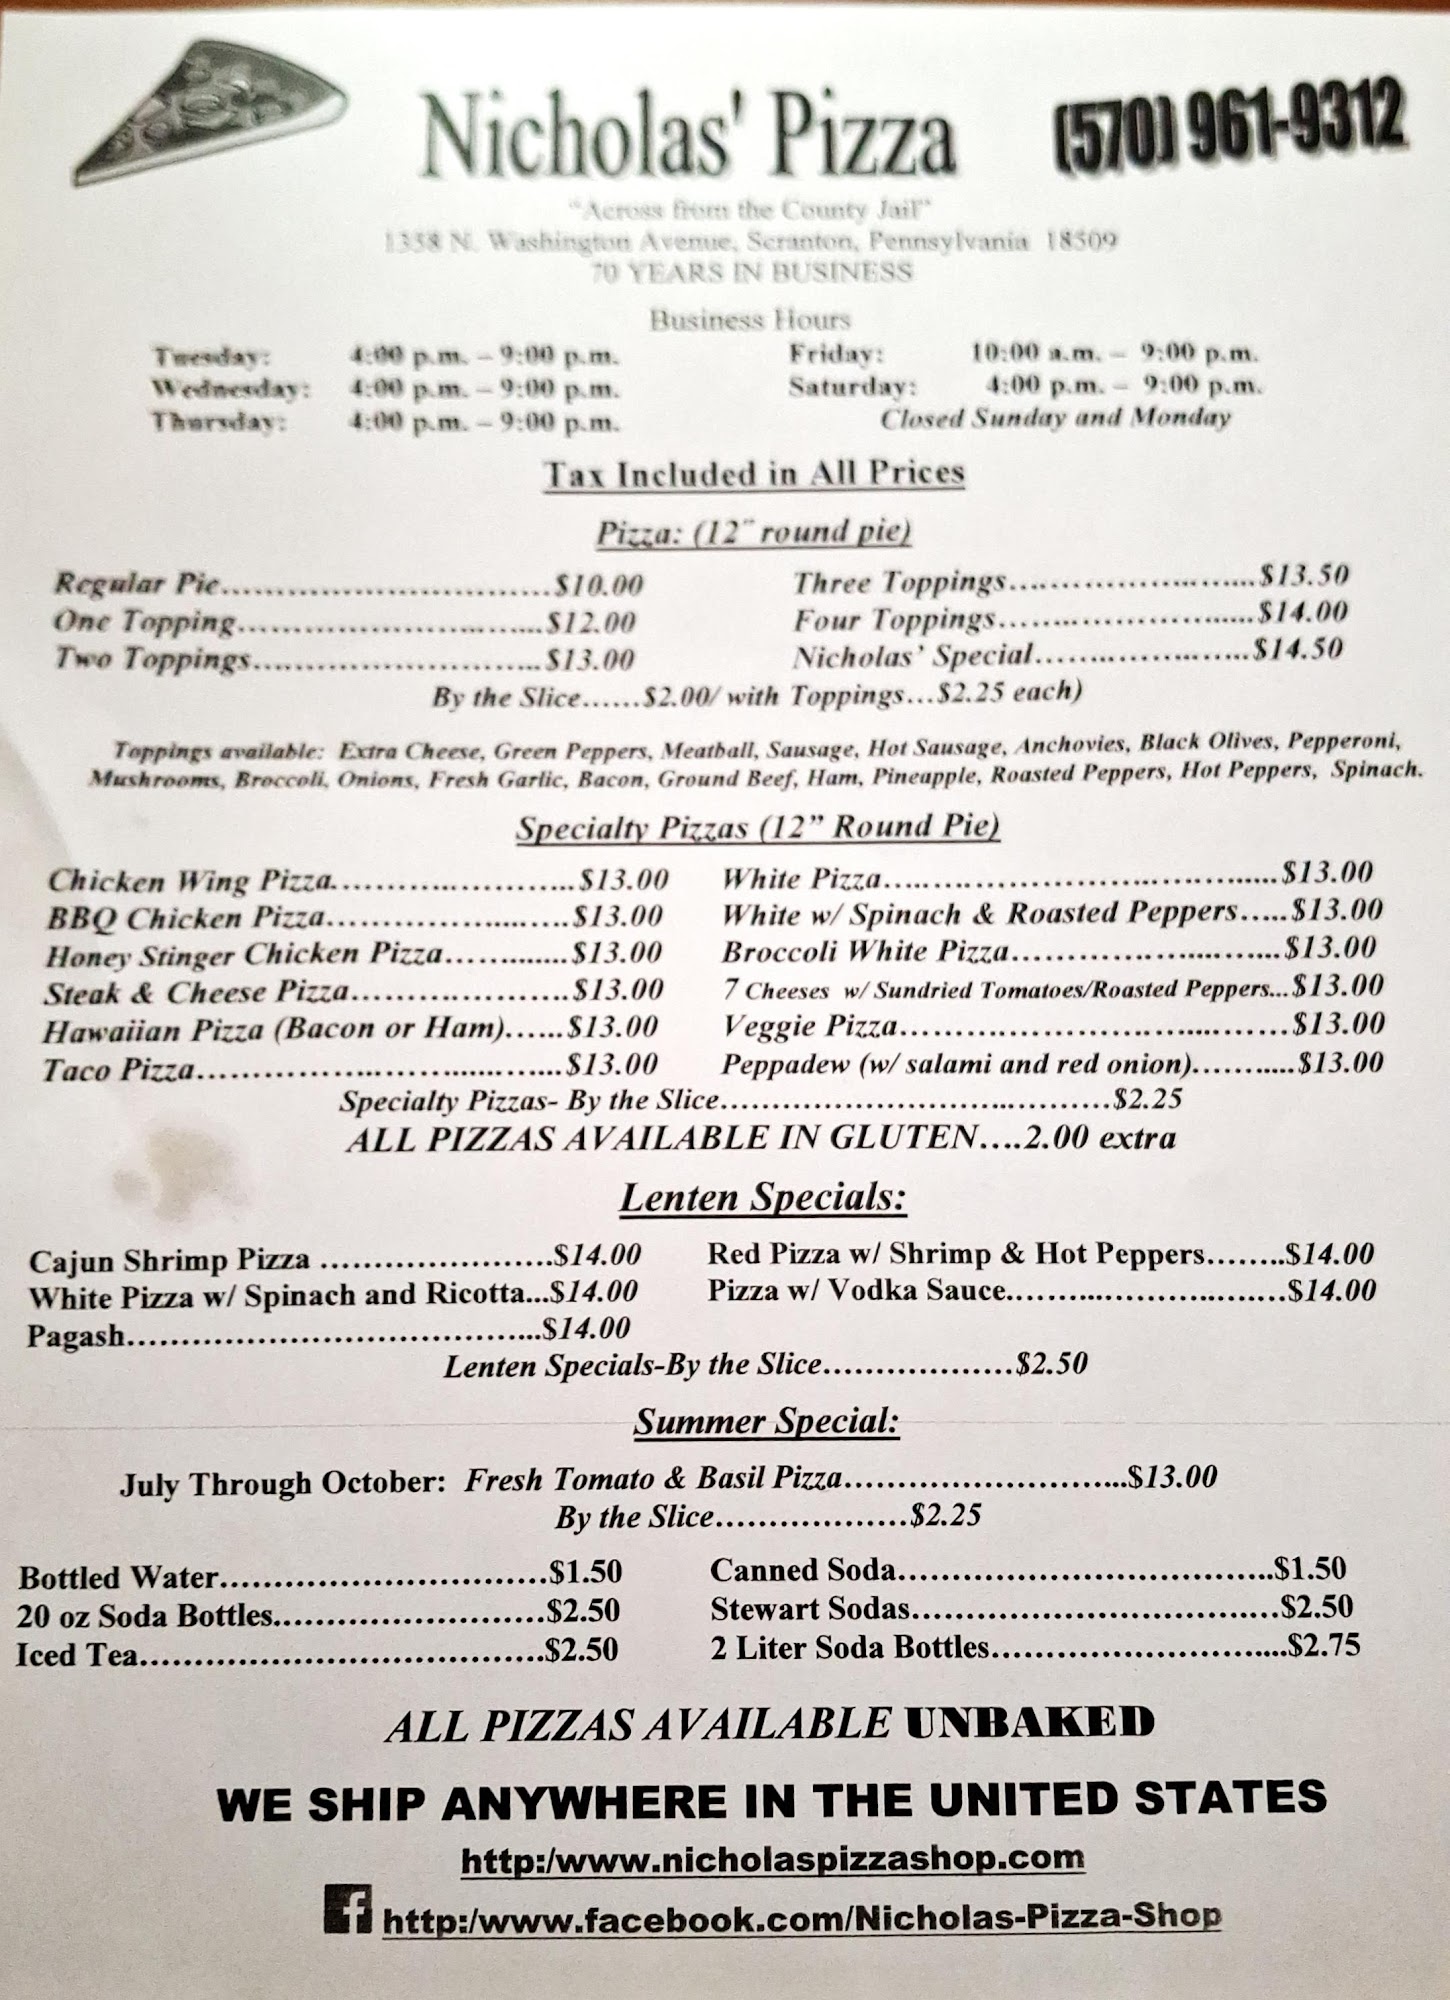 Nicholas' Pizza (570) 961-9312
"Across from the County Jail"
1358 N. Washington Avenue, Scranton, Pennsylvania 18509
70 YEARS IN BUSINESS
Business Hours
Tuesday: 4:00 p.m. – 9:00 p.m. Friday: 10:00 a.m. – 9:00 p.m.
Wednesday: 4:00 p.m. – 9:00 p.m. Saturday: 4:00 p.m. – 9:00 p.m.
Thursday: 4:00 p.m. – 9:00 p.m. Closed Sunday and Monday
Tax Included in All Prices
Pizza: (12" round pie)
Regular Pie..............................$10.00 Three Toppings.......................$13.50
One Topping............................$12.00 Four Toppings........................$14.00
Two Toppings..........................$13.00 Nicholas' Special....................$14.50
By the Slice......$2.00/ with Toppings...$2.25 each)
Toppings available: Extra Cheese, Green Peppers, Meatball, Sausage, Hot Sausage, Anchovies, Black Olives, Pepperoni,
Mushrooms, Broccoli, Onions, Fresh Garlic, Bacon, Ground Beef, Ham, Pineapple, Roasted Peppers, Hot Peppers, Spinach.
Specialty Pizzas (12” Round Pie)
Chicken Wing Pizza.......................$13.00 White Pizza....................................$13.00
BBQ Chicken Pizza.......................$13.00 White w/ Spinach & Roasted Peppers.....$13.00
Honey Stinger Chicken Pizza............$13.00 Broccoli White Pizza.........................$13.00
Steak & Cheese Pizza.....................$13.00 7 Cheeses w/ Sundried Tomatoes/Roasted Peppers...$13.00
Hawaiian Pizza (Bacon or Ham)......$13.00 Veggie Pizza....................................$13.00
Taco Pizza..................................$13.00 Peppadew (w/ salami and red onion)..........$13.00
Specialty Pizzas- By the Slice.....................................$2.25
ALL PIZZAS AVAILABLE IN GLUTEN....2.00 extra
Lenten Specials:
Cajun Shrimp Pizza ......................$14.00 Red Pizza w/ Shrimp & Hot Peppers........$14.00
White Pizza w/ Spinach and Ricotta...$14.00 Pizza w/ Vodka Sauce..........................$14.00
Pagash.......................................$14.00
Lenten Specials-By the Slice..................$2.50
Summer Special:
July Through October: Fresh Tomato & Basil Pizza...........................$13.00
By the Slice..................$2.25
Bottled Water..............................$1.50 Canned Soda...................................$1.50
20 oz Soda Bottles.........................$2.50 Stewart Sodas..................................$2.50
Iced Tea.....................................$2.50 2 Liter Soda Bottles...........................$2.75
ALL PIZZAS AVAILABLE UNBAKED
WE SHIP ANYWHERE IN THE UNITED STATES
http:/www.nicholaspizzashop.com
f http:/www.facebook.com/Nicholas-Pizza-Shop